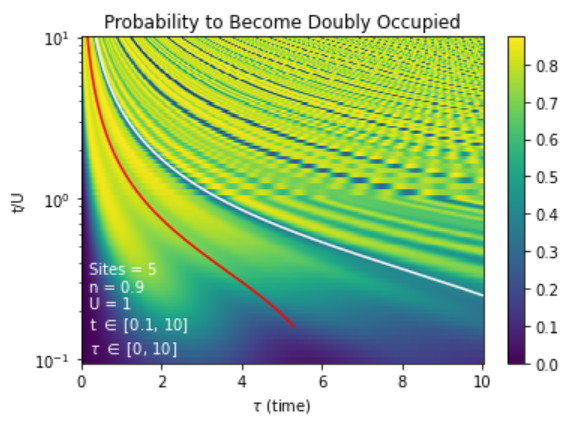 Probability to Become Doubly Occupied
10¹
10⁰
10⁻¹
t/U
Sites = 5
n = 0.9
U = 1
t ∈ [0.1, 10]
τ ∈ [0, 10]
0 2 4 6 8 10
τ (time)
0.8
0.7
0.6
0.5
0.4
0.3
0.2
0.1
0.0